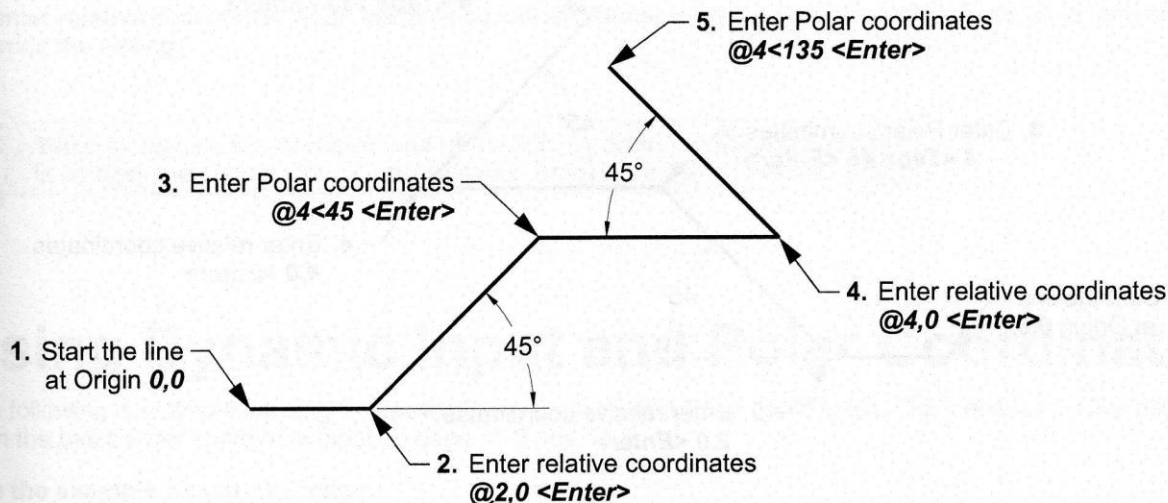 5. Enter Polar coordinates
@4<135 <Enter>
3. Enter Polar coordinates
@4<45 <Enter>
45°
4. Enter relative coordinates
@4,0 <Enter>
1. Start the line
at Origin 0,0
45°
2. Enter relative coordinates
@2,0 <Enter>